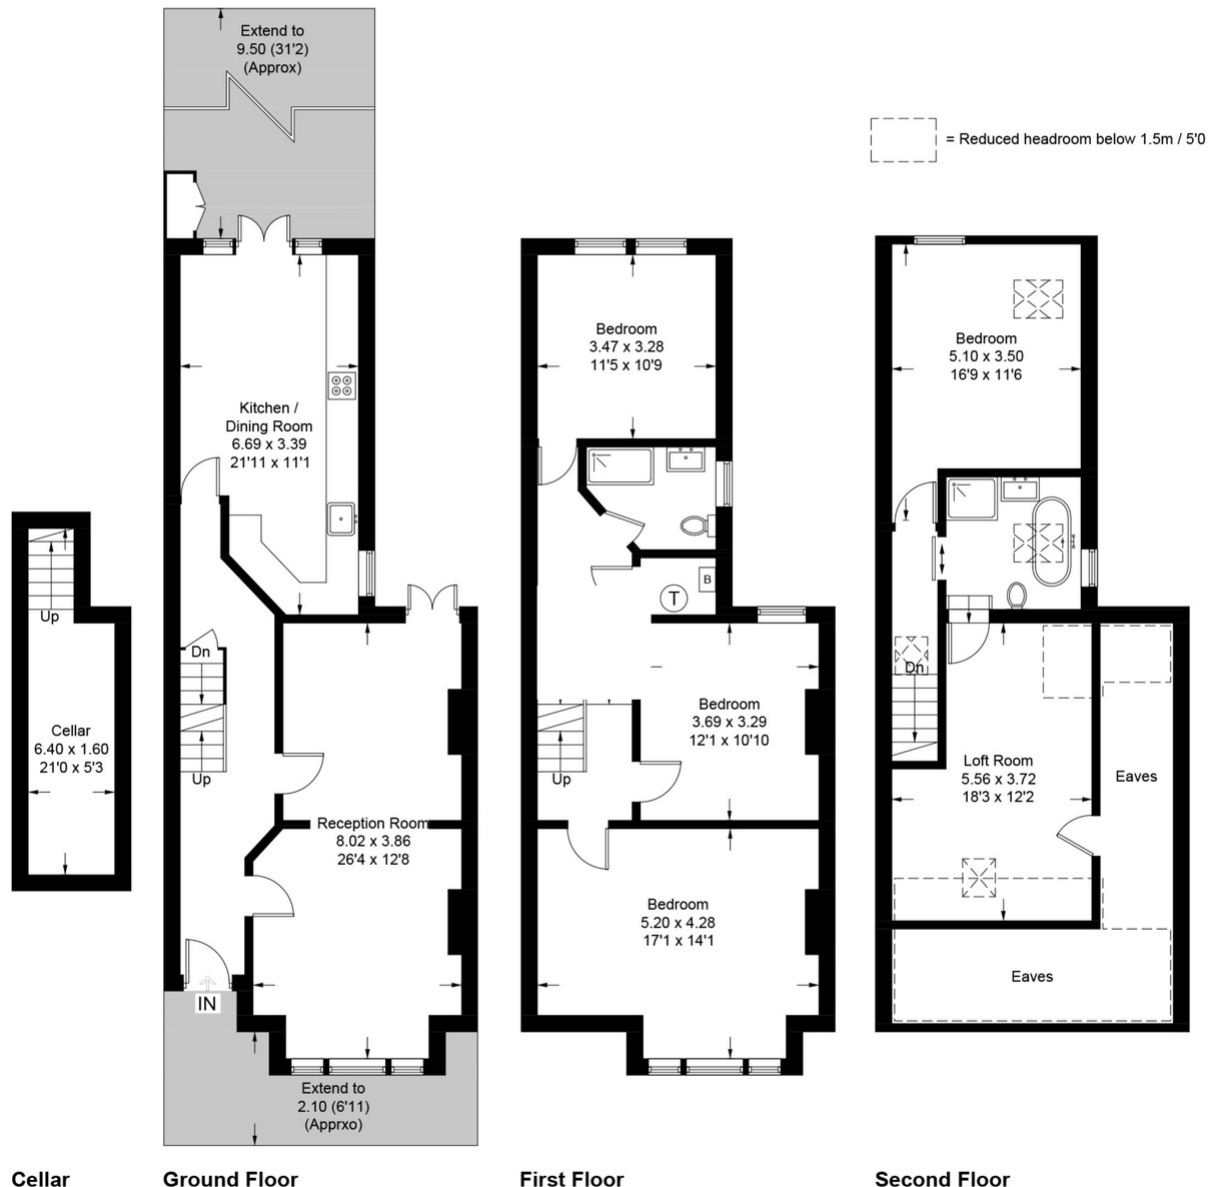 Extend to
9.50 (31'2)
(Approx)
= Reduced headroom below 1.5m / 5'0
Kitchen /
Dining Room
6.69 x 3.39
21'11 x 11'1
Dn
Up
Reception Room
8.02 x 3.86
26'4 x 12'8
IN
Extend to
2.10 (6'11)
(Apprxo)
Up
Cellar
6.40 x 1.60
21'0 x 5'3
Bedroom
3.47 x 3.28
11'5 x 10'9
B
T
Bedroom
3.69 x 3.29
12'1 x 10'10
Up
Bedroom
5.20 x 4.28
17'1 x 14'1
Bedroom
5.10 x 3.50
16'9 x 11'6
Dn
Loft Room
5.56 x 3.72
18'3 x 12'2
Eaves
Eaves
Cellar
Ground Floor
First Floor
Second Floor